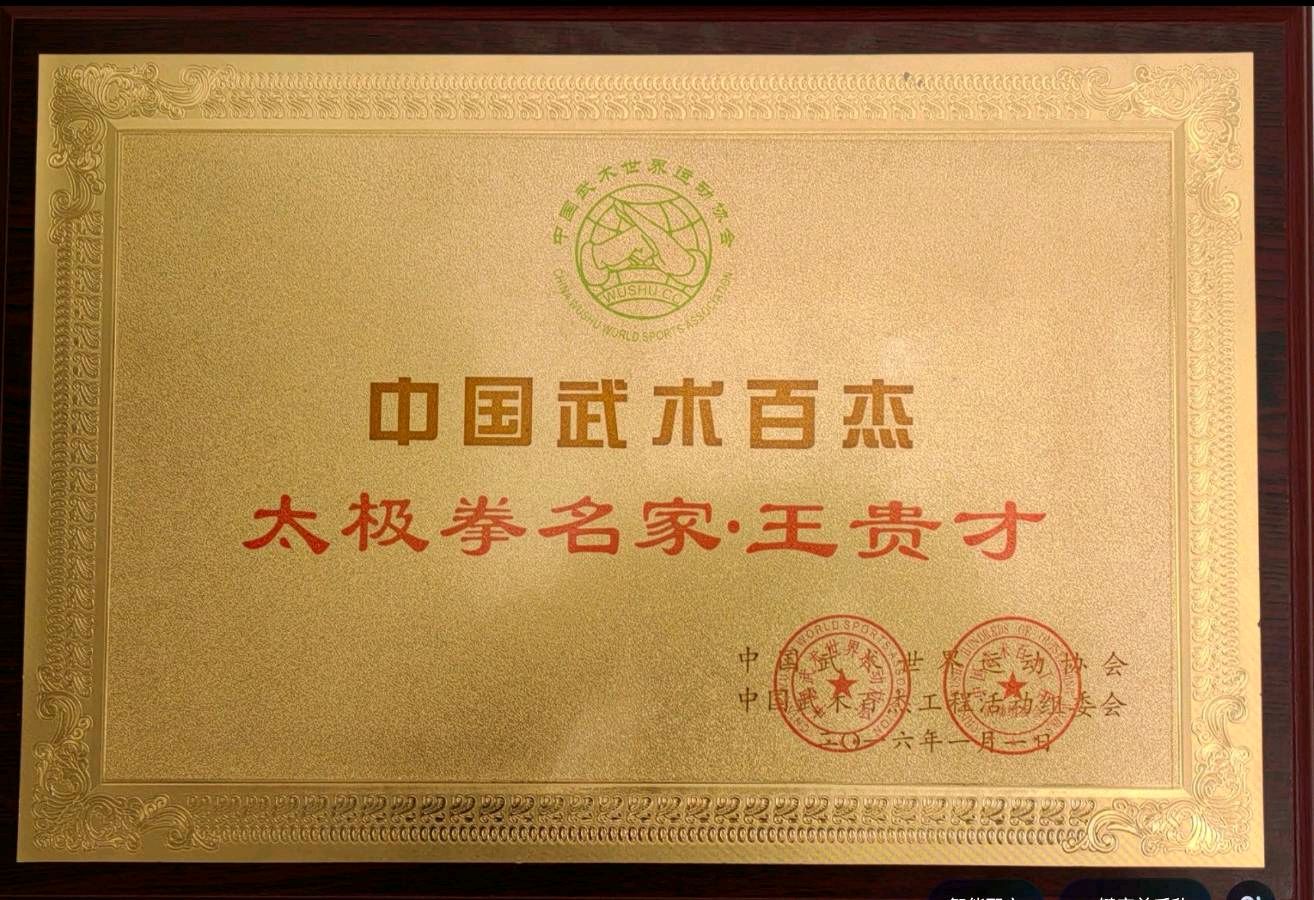 中国武术世界运动协会
WUSHU.CC
CHINA WUSHU WORLD SPORTS ASSOCIATION
中国武术百杰
太极拳名家·王贵才
中国武术世界运动协会
中国武术百杰工程活动组委会
二〇一六年一月一日